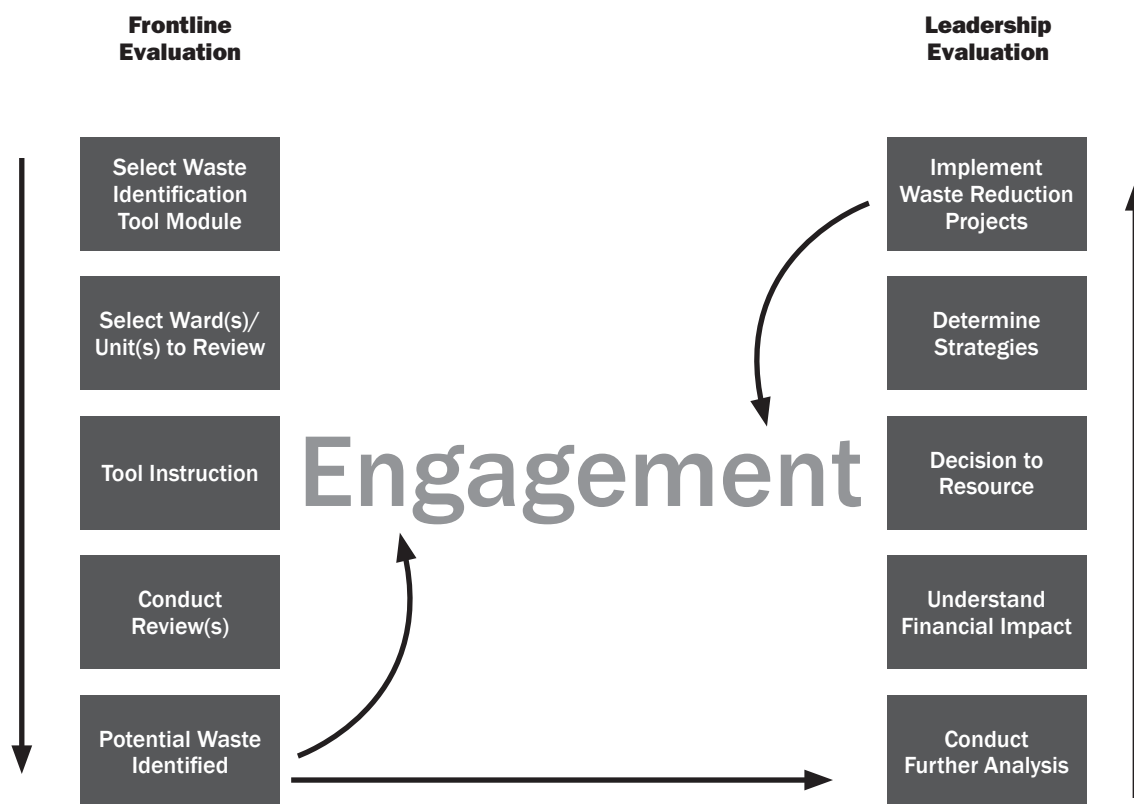 Frontline
Evaluation
Select Waste
Identification
Tool Module
Select Ward(s)/
Unit(s) to Review
Tool Instruction
Conduct
Review(s)
Potential Waste
Identified
Engagement
Leadership
Evaluation
Implement
Waste Reduction
Projects
Determine
Strategies
Decision to
Resource
Understand
Financial Impact
Conduct
Further Analysis